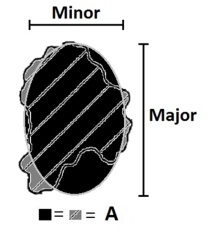 Minor
Major
= = A